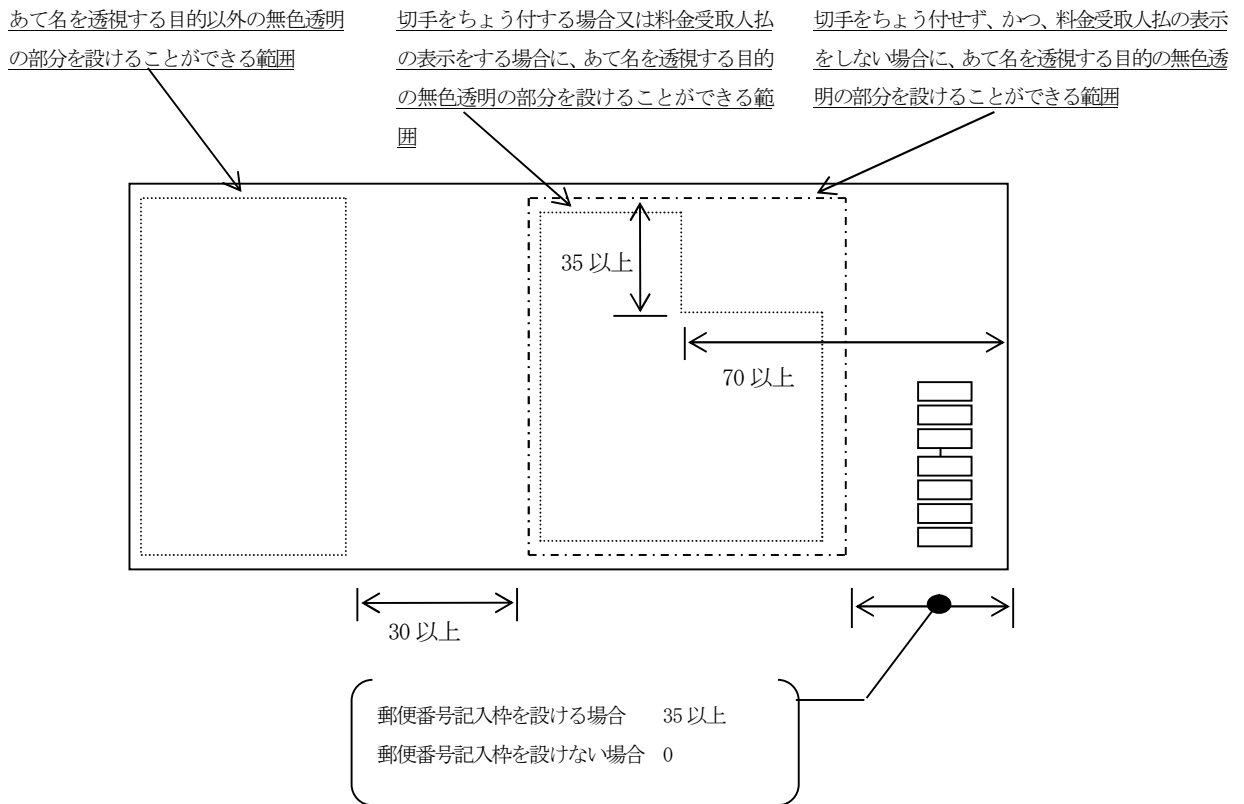 あて名を透視する目的以外の無色透明
の部分を設けることができる範囲
切手をちょう付する場合又は料金受取人払
の表示をする場合に、あて名を透視する目的
の無色透明の部分を設けることができる範
囲
切手をちょう付せず、かつ、料金受取人払の表示
をしない場合に、あて名を透視する目的の無色透
明の部分を設けることができる範囲
35 以上
70 以上
30 以上
郵便番号記入枠を設ける場合 35 以上
郵便番号記入枠を設けない場合 0